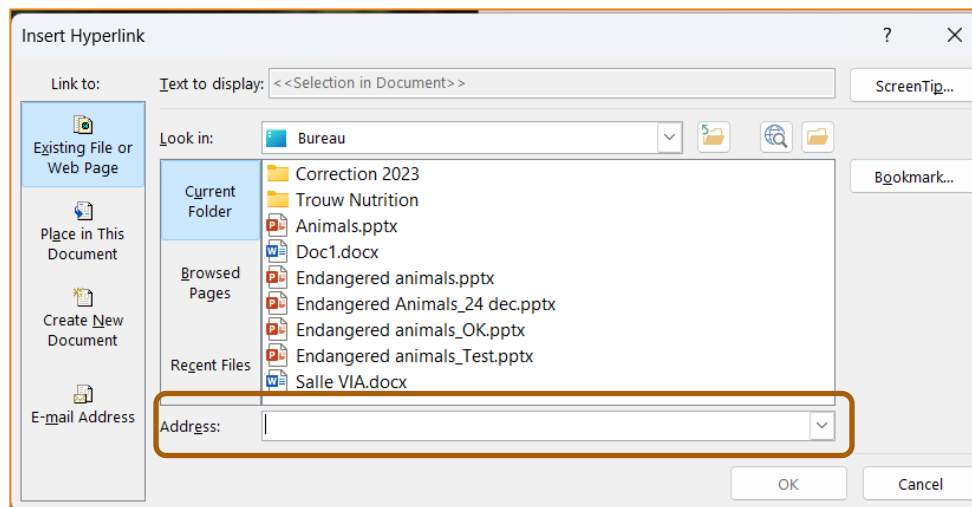 Insert Hyperlink
? X
Link to:
Text to display: <<Selection in Document>>
ScreenTip...
Existing File or
Web Page
Look in: Bureau
Bookmark...
Current
Folder
Correction 2023
Trouw Nutrition
Animals.pptx
Doc1.docx
Endangered animals.pptx
Endangered Animals_24 dec.pptx
Endangered animals_OK.pptx
Endangered animals_Test.pptx
Salle VIA.docx
Browsed
Pages
Recent Files
Place in This
Document
Create New
Document
E-mail Address
Address:
OK
Cancel